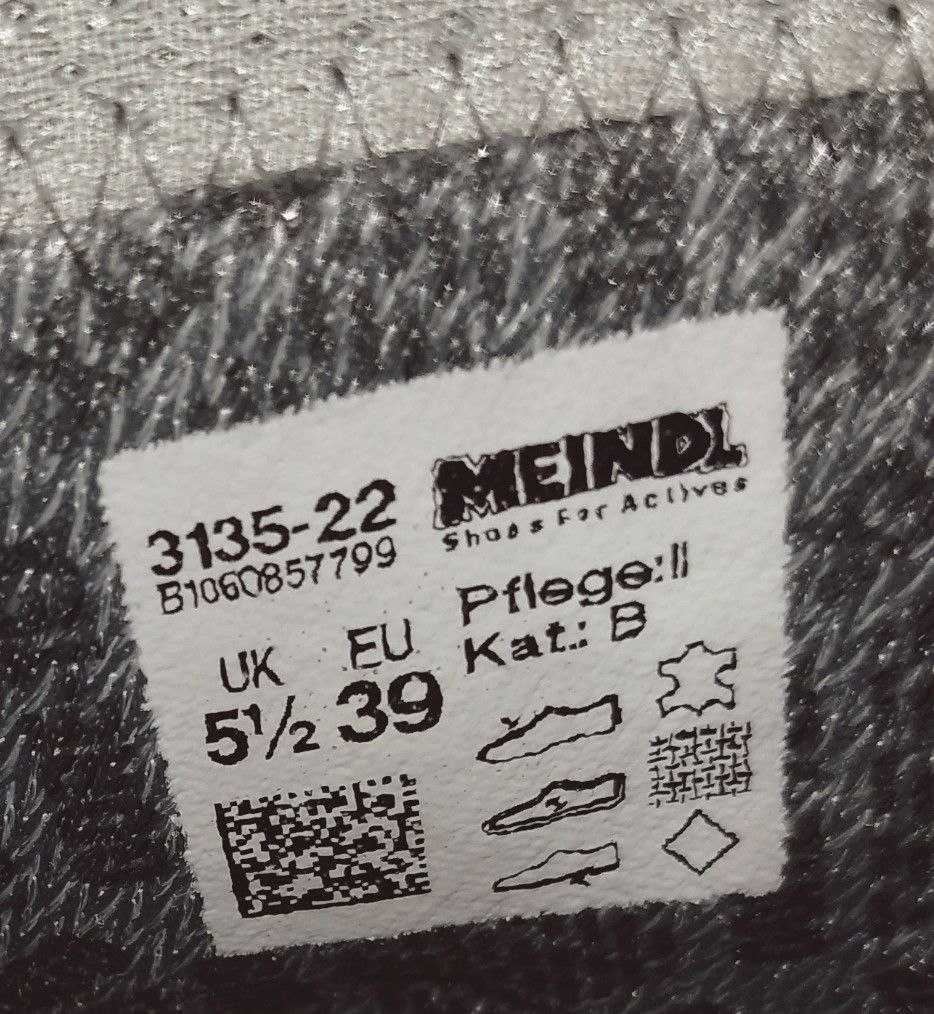 MEINDL
Shoes For Actives
3135-22
B1060857799
Pflege:II
Kat.: B
UK EU
5½ 39